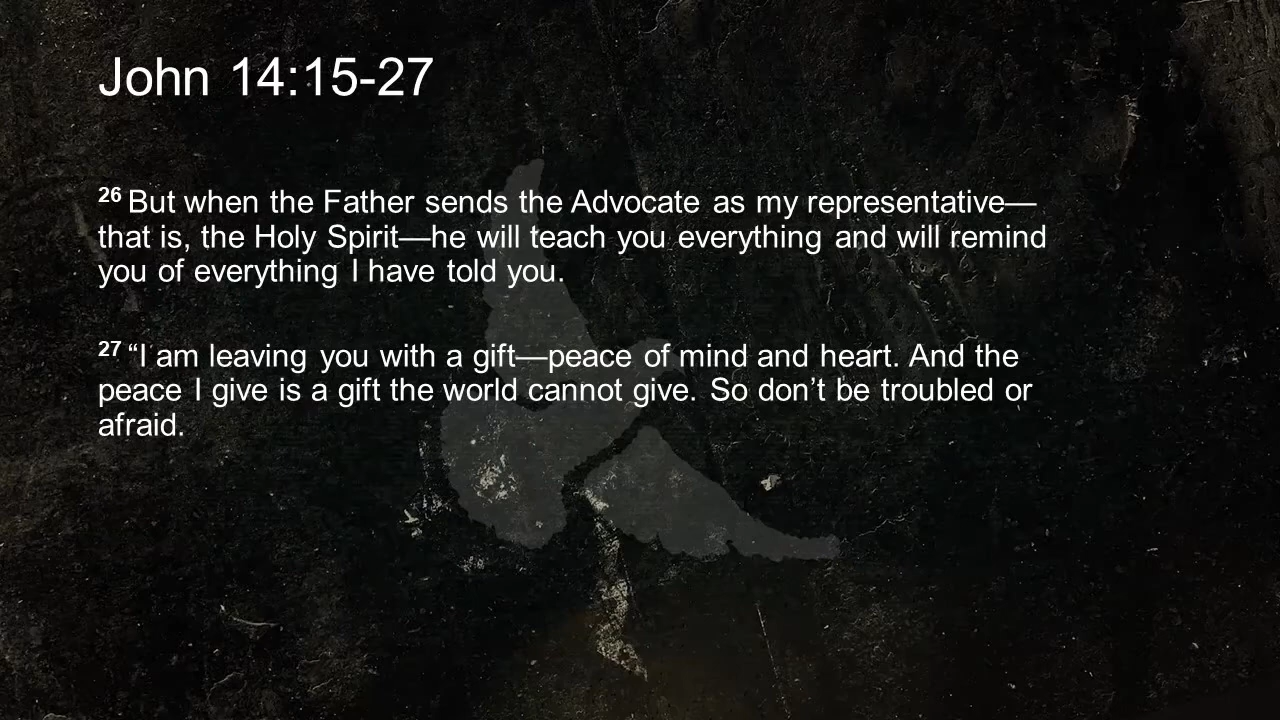 John 14:15-27
26 But when the Father sends the Advocate as my representative—
that is, the Holy Spirit—he will teach you everything and will remind
you of everything I have told you.
27 “I am leaving you with a gift—peace of mind and heart. And the
peace I give is a gift the world cannot give. So don’t be troubled or
afraid.